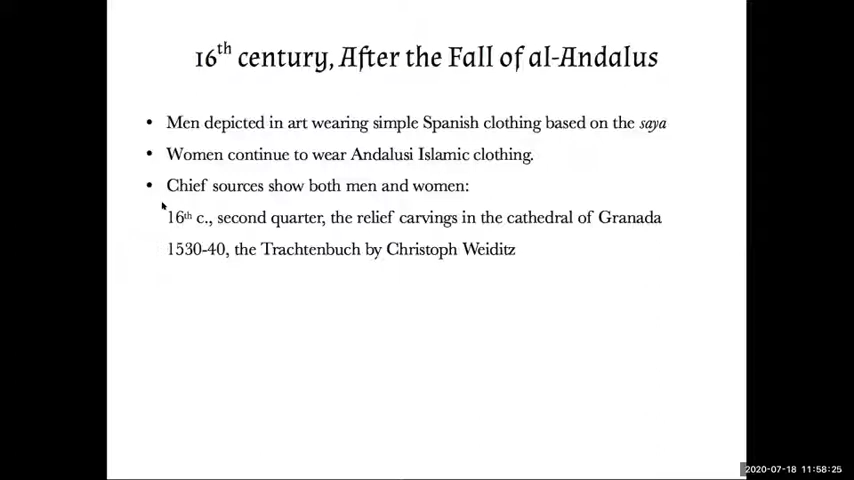 16th century, After the Fall of al-Andalus
• Men depicted in art wearing simple Spanish clothing based on the saya
• Women continue to wear Andalusi Islamic clothing.
• Chief sources show both men and women:
16th c., second quarter, the relief carvings in the cathedral of Granada
1530-40, the Trachtenbuch by Christoph Weiditz
2020-07-18 11:58:25